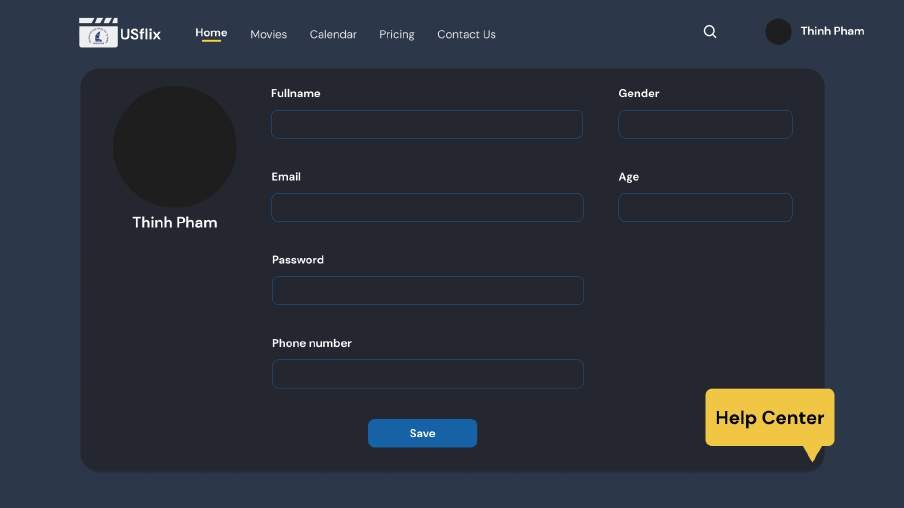 USflix
Home
Movies
Calendar
Pricing
Contact Us
Thinh Pham
Fullname
Gender
Email
Age
Thinh Pham
Password
Phone number
Save
Help Center